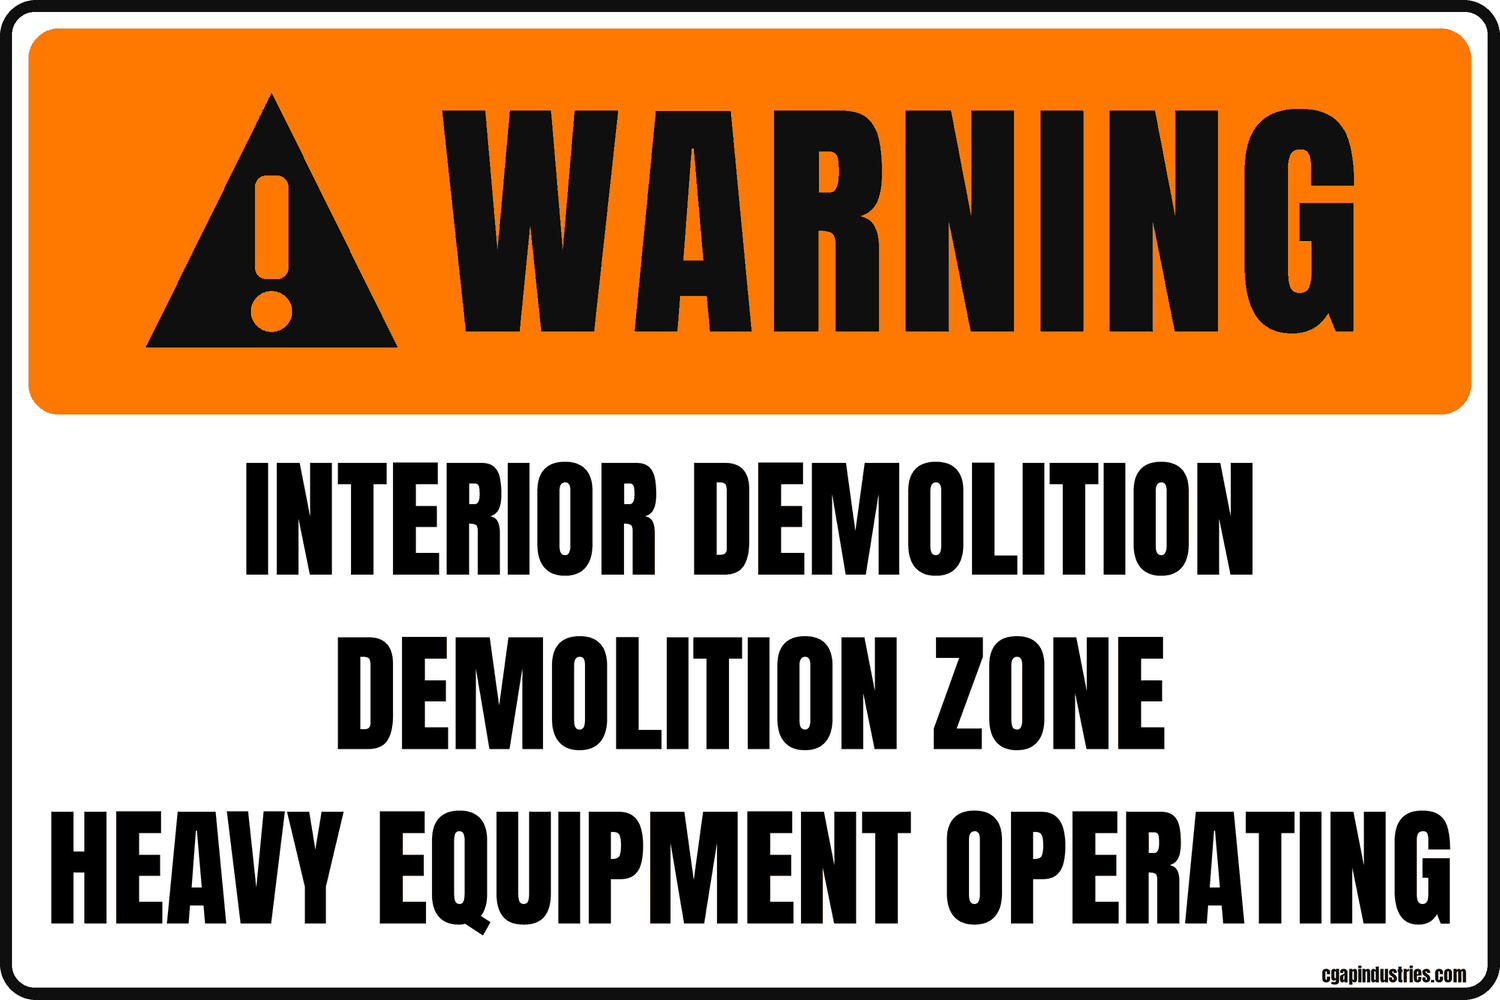 WARNING
INTERIOR DEMOLITION
DEMOLITION ZONE
HEAVY EQUIPMENT OPERATING
cgapindustries.com